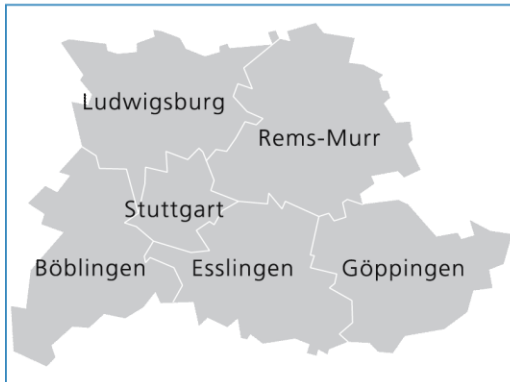 Ludwigsburg
Rems-Murr
Stuttgart
Böblingen
Esslingen
Göppingen